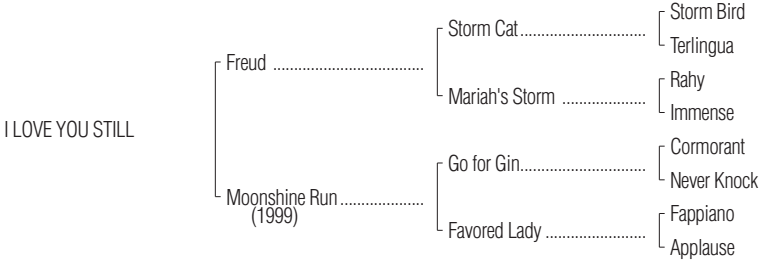 Storm Bird
Storm Cat..............................
Terlingua
Freud ....................................
Rahy
Mariah's Storm ....................
Immense
I LOVE YOU STILL
Cormorant
Go for Gin..............................
Never Knock
Moonshine Run ....................
(1999)
Fappiano
Favored Lady ........................
Applause